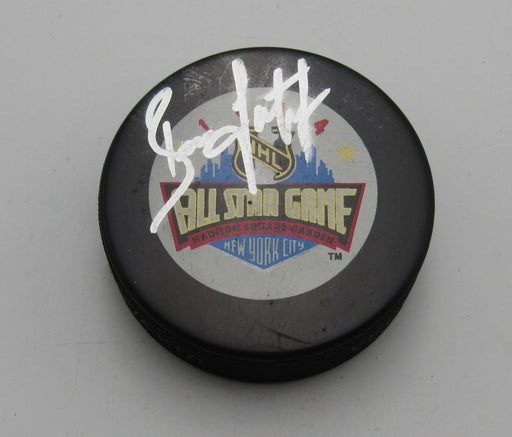 NHL
ALL STAR GAME
MADISON SQUARE GARDEN
NEW YORK CITY
TM